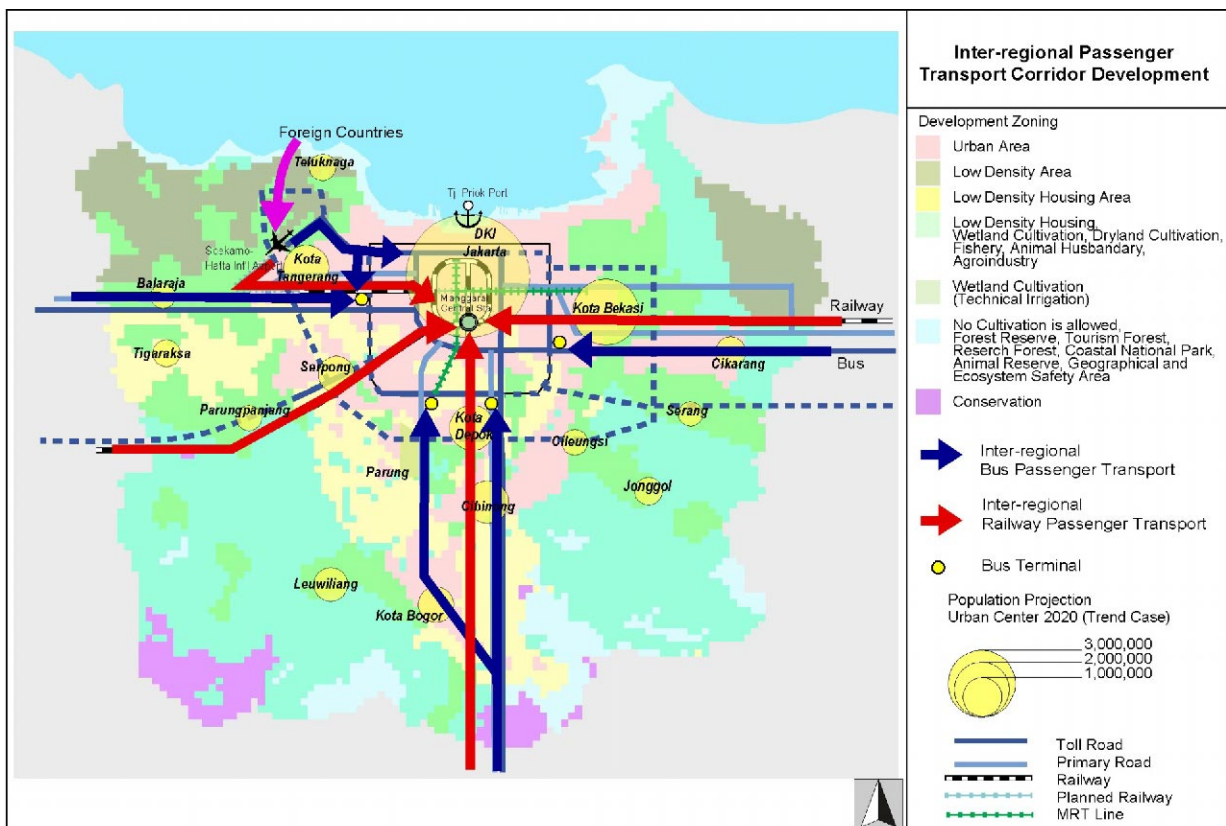 Inter-regional Passenger
Transport Corridor Development
Development Zoning
Urban Area
Low Density Area
Low Density Housing Area
Low Density Housing,
Wetland Cultivation, Dryland Cultivation,
Fishery, Animal Husbandary,
Agroindustry
Wetland Cultivation
(Technical Irrigation)
No Cultivation is allowed,
Forest Reserve, Tourism Forest,
Reserch Forest, Coastal National Park,
Animal Reserve, Geographical and
Ecosystem Safety Area
Conservation
Inter-regional
Bus Passenger Transport
Inter-regional
Railway Passenger Transport
Bus Terminal
Population Projection
Urban Center 2020 (Trend Case)
3,000,000
2,000,000
1,000,000
Toll Road
Primary Road
Railway
Planned Railway
MRT Line
Foreign Countries
Teluknaga
Tj. Priok Port
DKI
Jakarta
Hatta Int'l
Kota
Tangerang
Balaraja
Manggarai
Central Sta.
Kota Bekasi
Railway
Bus
Tigaraksa
Serpong
Cikarang
Parungpanjang
Kota
Depok
Serang
Cileungsi
Parung
Jonggol
Cibinong
Leuwiliang
Kota Bogor